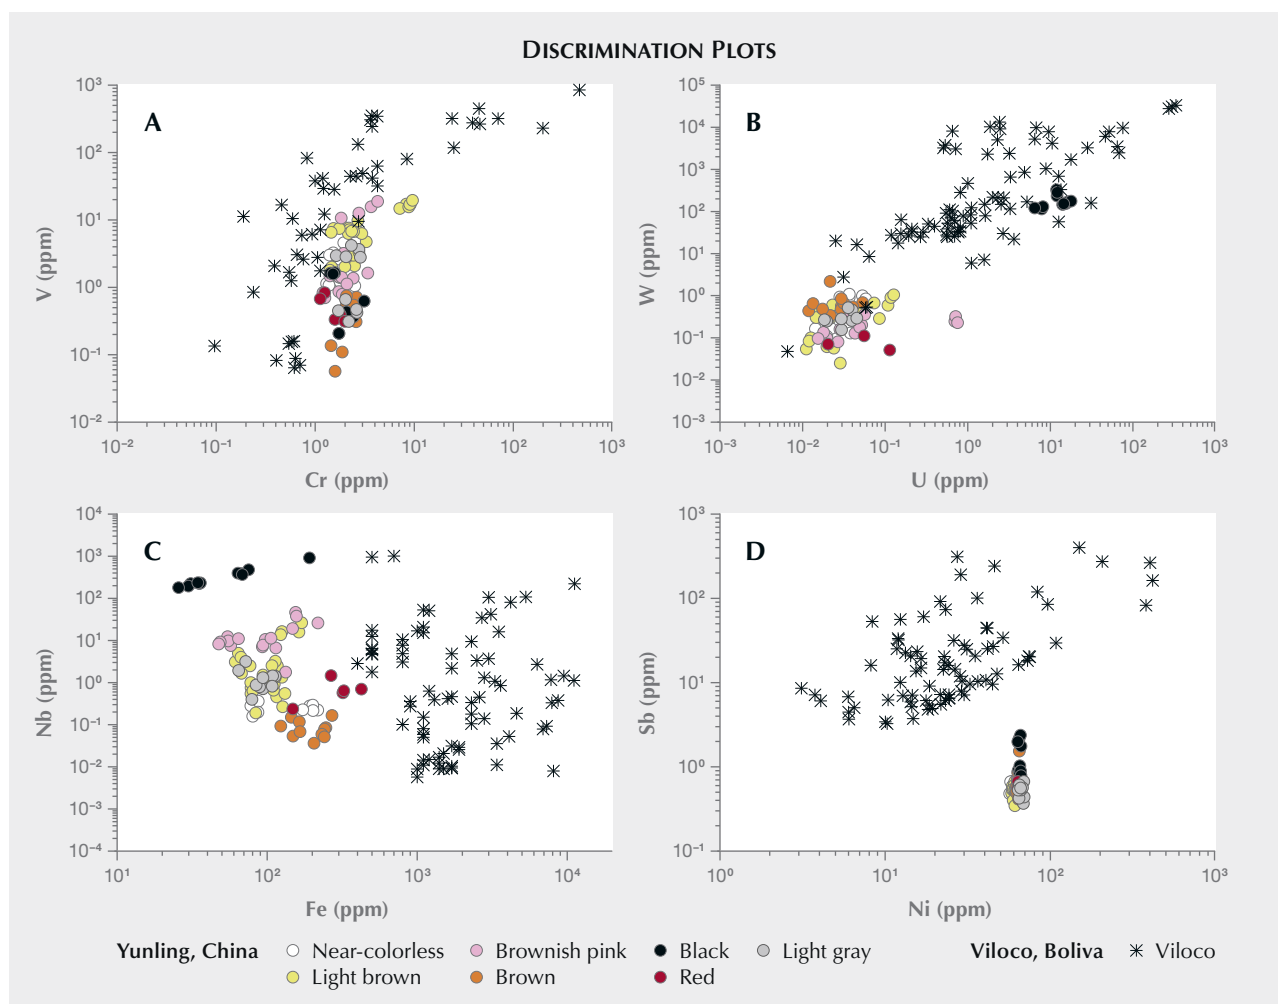 DISCRIMINATION PLOTS
A
V (ppm)
10³
10²
10¹
10⁰
10⁻¹
10⁻²
10⁻² 10⁻¹ 10⁰ 10¹ 10² 10³
Cr (ppm)
B
W (ppm)
10⁵
10⁴
10³
10²
10¹
10⁰
10⁻¹
10⁻²
10⁻³
10⁻³ 10⁻² 10⁻¹ 10⁰ 10¹ 10² 10³
U (ppm)
C
Nb (ppm)
10⁴
10³
10²
10¹
10⁰
10⁻¹
10⁻²
10⁻³
10⁻⁴
10¹ 10² 10³ 10⁴
Fe (ppm)
D
Sb (ppm)
10³
10²
10¹
10⁰
10⁻¹
10⁰ 10¹ 10² 10³
Ni (ppm)
Yunling, China Near-colorless Brownish pink Black Light gray Viloco, Boliva Viloco
Light brown Brown Red